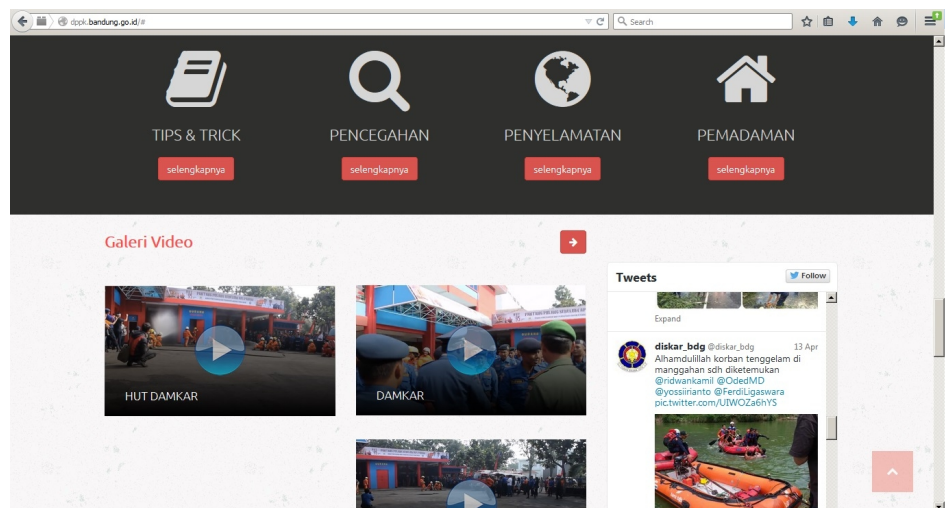 dppk.bandung.go.id/#
Search
TIPS & TRICK
PENCEGAHAN
PENYELAMATAN
PEMADAMAN
selengkapnya
selengkapnya
selengkapnya
selengkapnya
Galeri Video
HUT DAMKAR
DAMKAR
Tweets
Follow
Expand
diskar_bdg @diskar_bdg 13 Apr
Alhamdulillah korban tenggelam di
manggahan sdh diketemukan
@ridwankamil @OdedMD
@yossiirianto @FerdiLigaswara
pic.twitter.com/UIWOZa6hYS